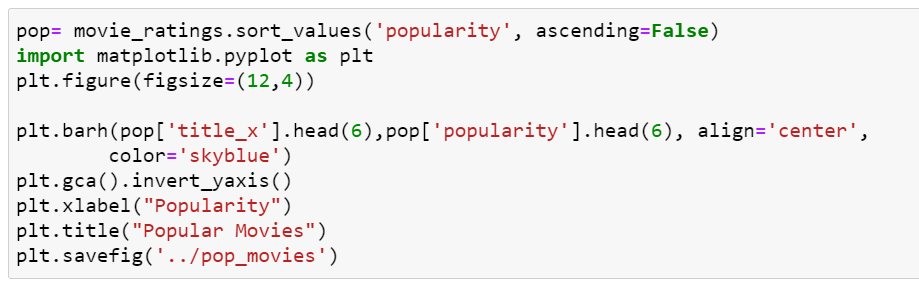 pop= movie_ratings.sort_values('popularity', ascending=False)
import matplotlib.pyplot as plt
plt.figure(figsize=(12,4))

plt.barh(pop['title_x'].head(6),pop['popularity'].head(6), align='center',
        color='skyblue')
plt.gca().invert_yaxis()
plt.xlabel("Popularity")
plt.title("Popular Movies")
plt.savefig('../pop_movies')